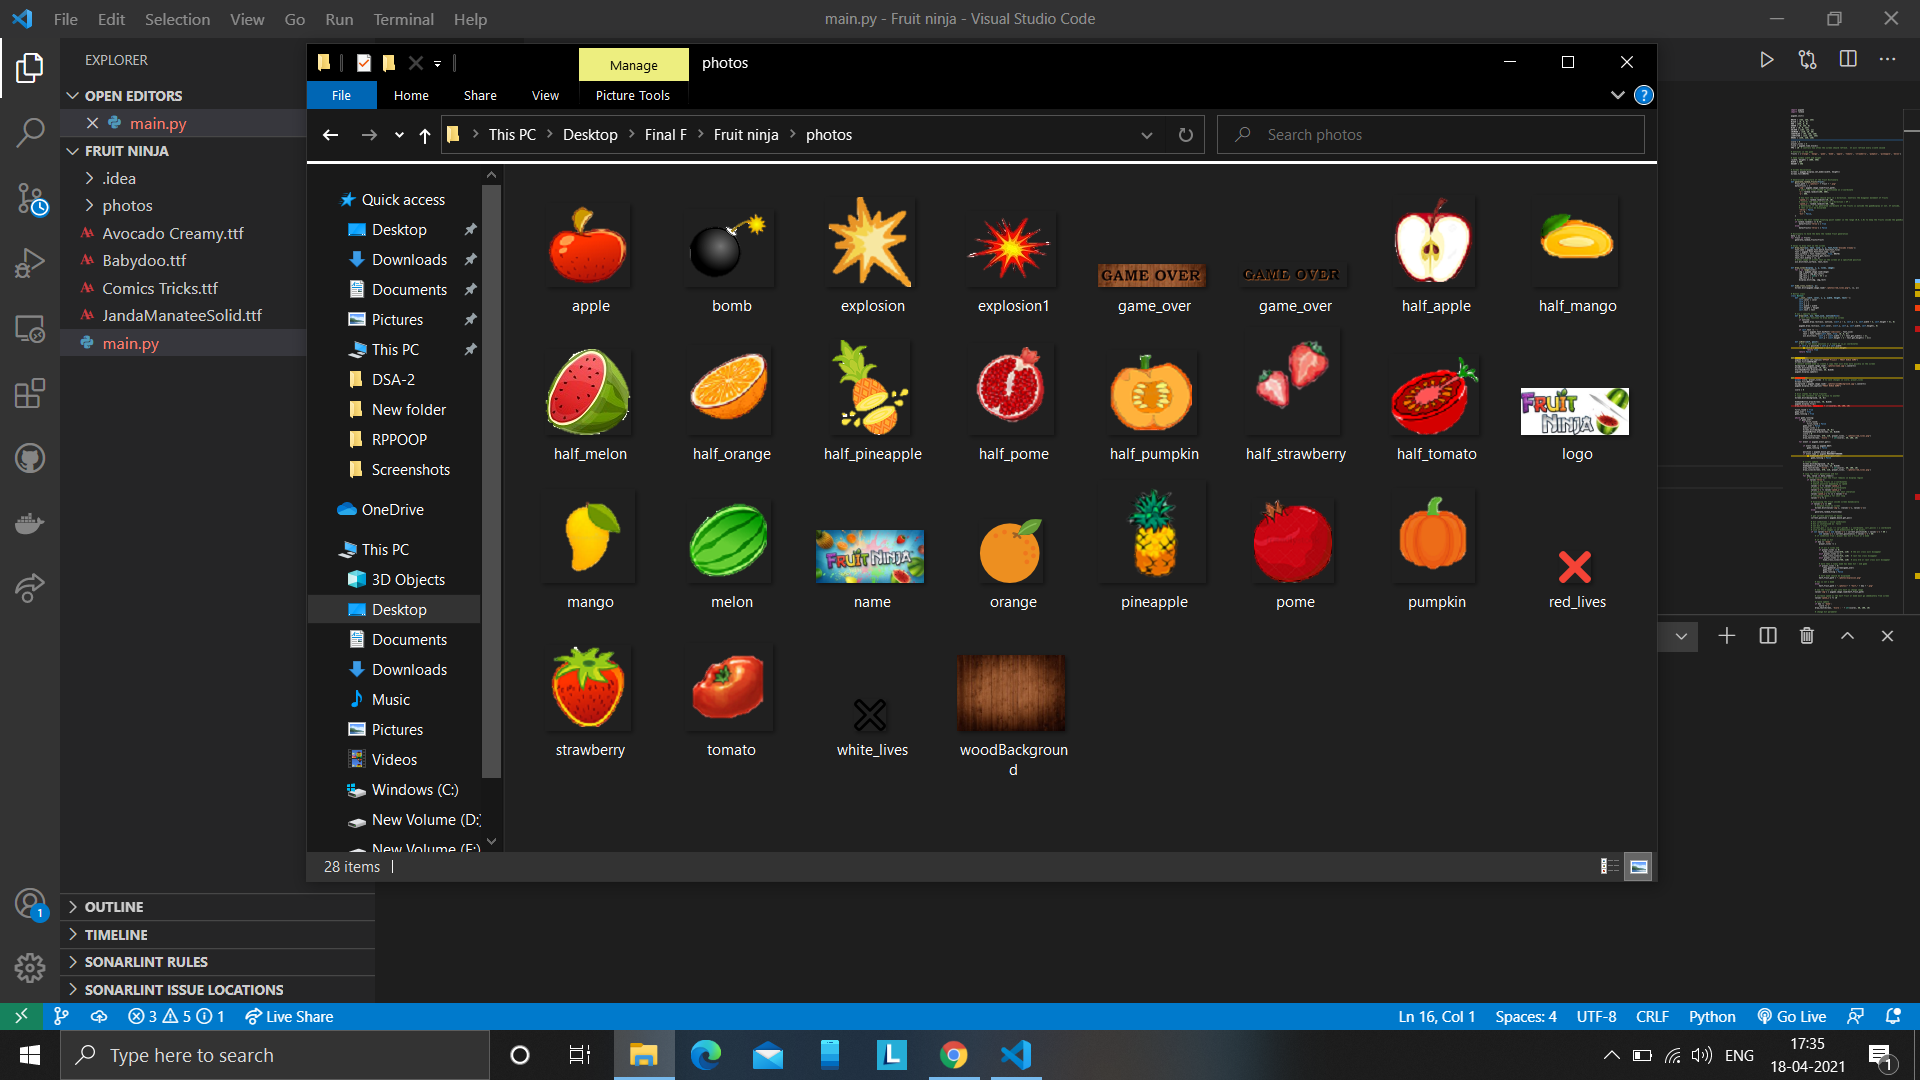 File Edit Selection View Go Run Terminal Help
main.py - Fruit ninja - Visual Studio Code
EXPLORER
OPEN EDITORS
main.py
FRUIT NINJA
.idea
photos
Avocado Creamy.ttf
Babydoo.ttf
Comics Tricks.ttf
JandaManateeSolid.ttf
main.py
OUTLINE
TIMELINE
SONARLINT RULES
SONARLINT ISSUE LOCATIONS
Manage
photos
File Home Share View Picture Tools
This PC Desktop Final F Fruit ninja photos
Search photos
Quick access
Desktop
Downloads
Documents
Pictures
This PC
DSA-2
New folder
RPPOOP
Screenshots
OneDrive
This PC
3D Objects
Desktop
Documents
Downloads
Music
Pictures
Videos
Windows (C:)
New Volume (D:)
New Volume (E:)
GAME OVER GAME OVER
apple bomb explosion explosion1 game_over game_over half_apple half_mango
FRUIT NINJA
half_melon half_orange half_pineapple half_pome half_pumpkin half_strawberry half_tomato logo
FRUIT NINJA
mango melon name orange pineapple pome pumpkin red_lives
strawberry tomato white_lives woodBackgroun
d
28 items
3 5 1 Live Share
Ln 16, Col 1 Spaces: 4 UTF-8 CRLF Python Go Live
Type here to search
L
ENG
17:35
18-04-2021
1
1